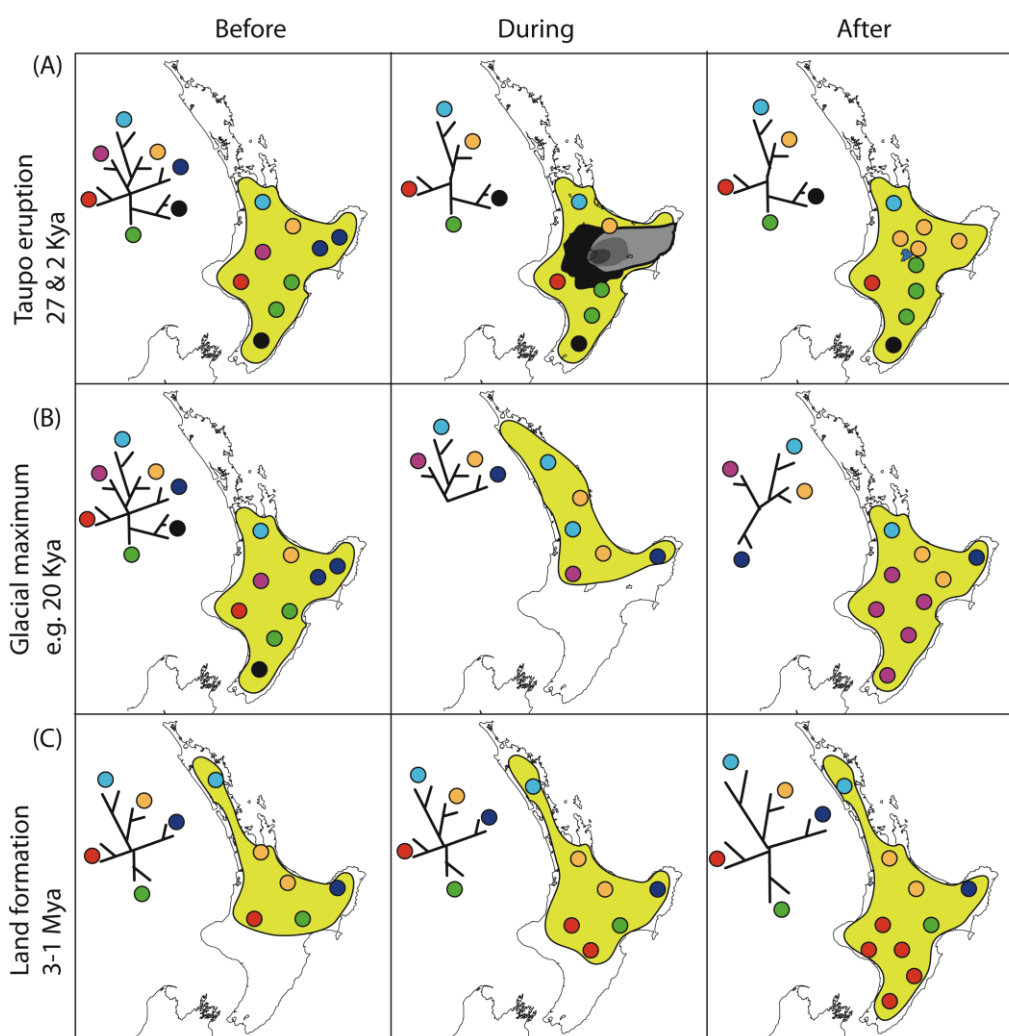 Before
During
After
(A)
Taupo eruption
27 & 2 Kya
(B)
Glacial maximum
e.g. 20 Kya
(C)
Land formation
3-1 Mya